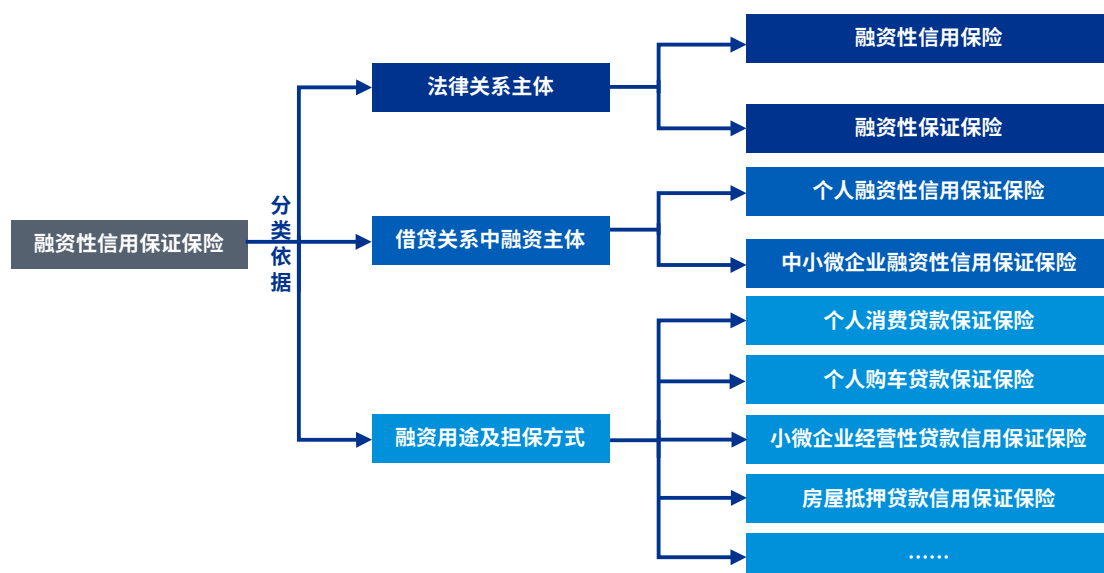 融资性信用保证保险
分类依据
法律关系主体
融资性信用保险
融资性保证保险
借贷关系中融资主体
个人融资性信用保证保险
中小微企业融资性信用保证保险
融资用途及担保方式
个人消费贷款保证保险
个人购车贷款保证保险
小微企业经营性贷款信用保证保险
房屋抵押贷款信用保证保险
……